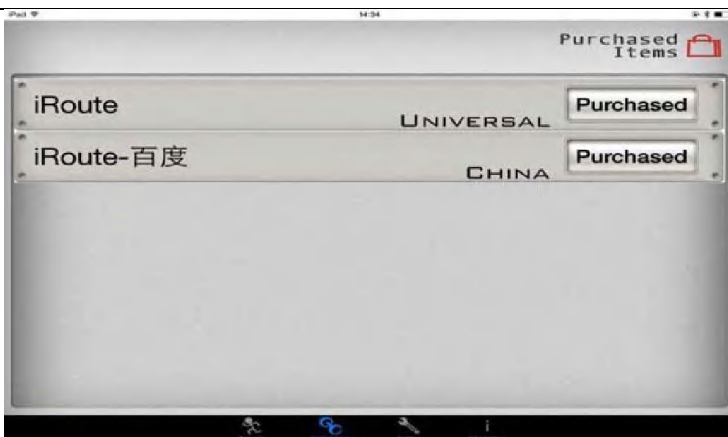 iPad
14:34
Purchased
Items
iRoute
UNIVERSAL
Purchased
iRoute-百度
CHINA
Purchased
i